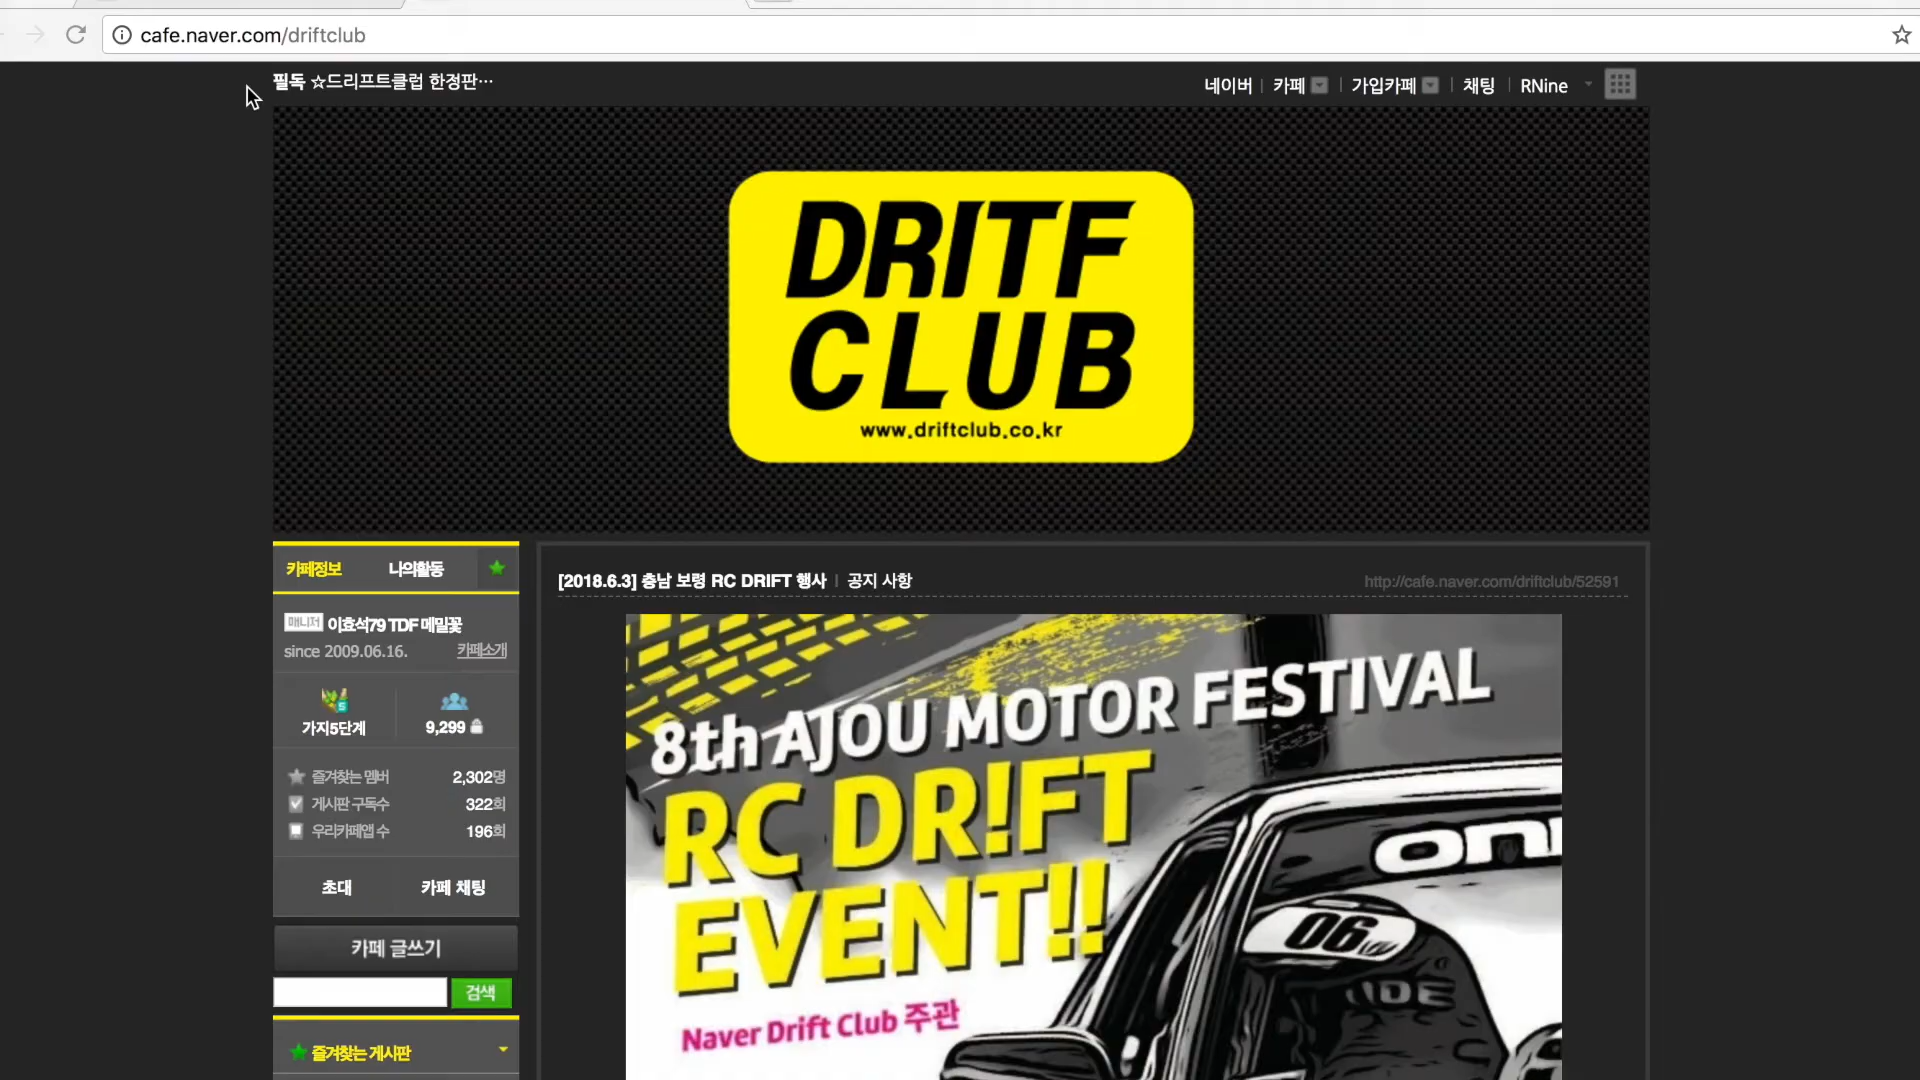 cafe.naver.com/driftclub
필독 ☆드리프트클럽 한정판…
네이버 카페 가입카페 채팅 RNine
DRITF
CLUB
www.driftclub.co.kr
카페정보 나의활동
매니저 이효석79 TDF 메밀꽃
since 2009.06.16. 카페소개
가지5단계 9,299
즐겨찾는 멤버 2,302명
게시판 구독수 322회
우리카페앱 수 196회
초대 카페 채팅
카페 글쓰기
검색
즐겨찾는 게시판
[2018.6.3] 충남 보령 RC DRIFT 행사 | 공지 사항
http://cafe.naver.com/driftclub/52591
8th AJOU MOTOR FESTIVAL
RC DR!FT
EVENT!!
Naver Drift Club 주관
06